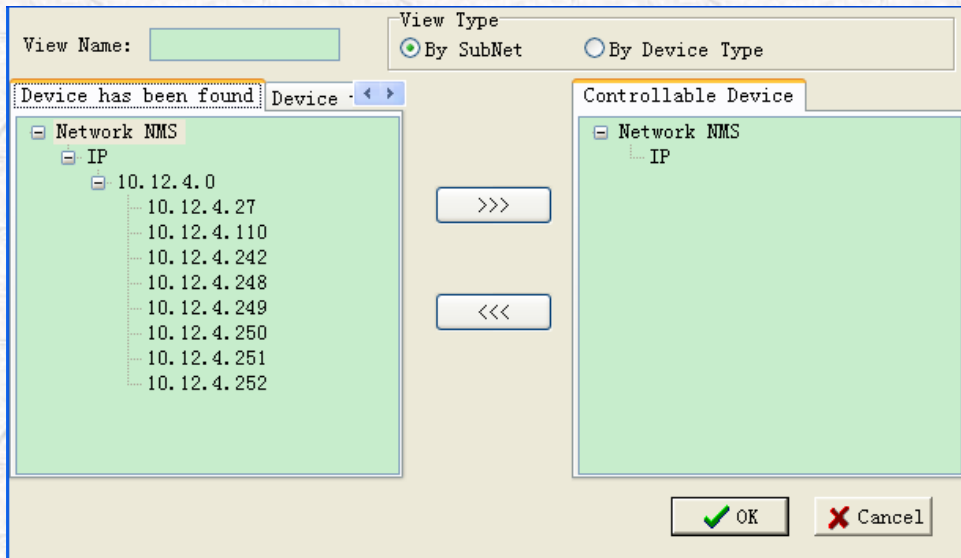 View Type
View Name:
By SubNet
By Device Type
Device has been found
Device
Network NMS
IP
10.12.4.0
10.12.4.27
10.12.4.110
10.12.4.242
10.12.4.248
10.12.4.249
10.12.4.250
10.12.4.251
10.12.4.252
>>>
<<<
Controllable Device
Network NMS
IP
OK
Cancel